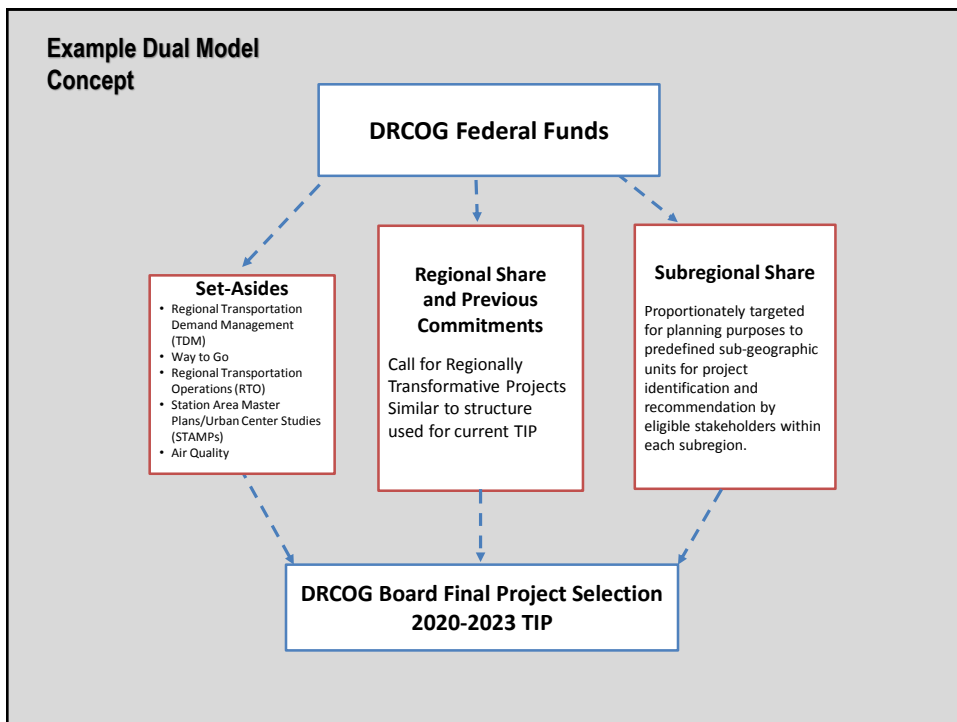 Example Dual Model
Concept
DRCOG Federal Funds
Set-Asides
• Regional Transportation
Demand Management
(TDM)
• Way to Go
• Regional Transportation
Operations (RTO)
• Station Area Master
Plans/Urban Center Studies
(STAMPs)
• Air Quality
Regional Share
and Previous
Commitments
Call for Regionally
Transformative Projects
Similar to structure
used for current TIP
Subregional Share
Proportionately targeted
for planning purposes to
predefined sub-geographic
units for project
identification and
recommendation by
eligible stakeholders within
each subregion.
DRCOG Board Final Project Selection
2020-2023 TIP